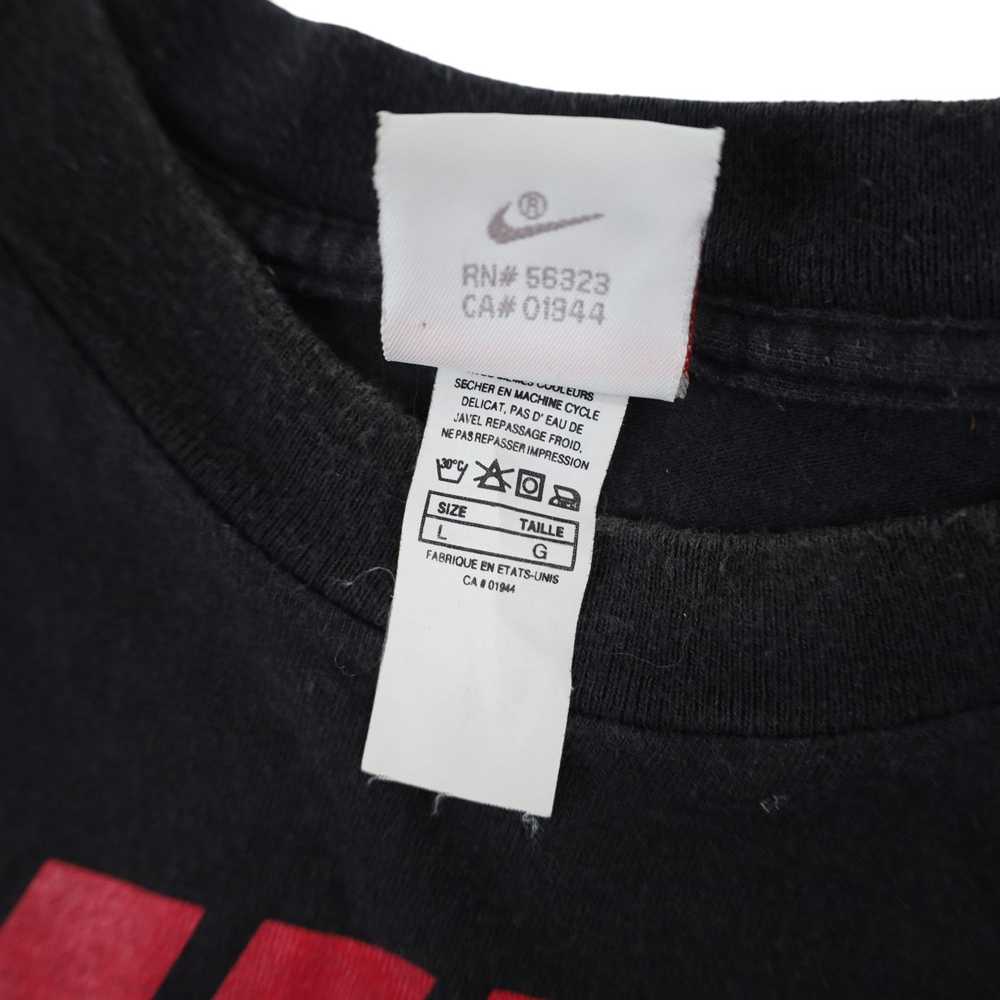 ®
RN# 56323
CA# 01944
COULEURS
SECHER EN MACHINE CYCLE
DELICAT, PAS D' EAU DE
JAVEL REPASSAGE FROID,
NE PAS REPASSER IMPRESSION
30°C
SIZE TAILLE
L G
FABRIQUE EN ETATS-UNIS
CA # 01944